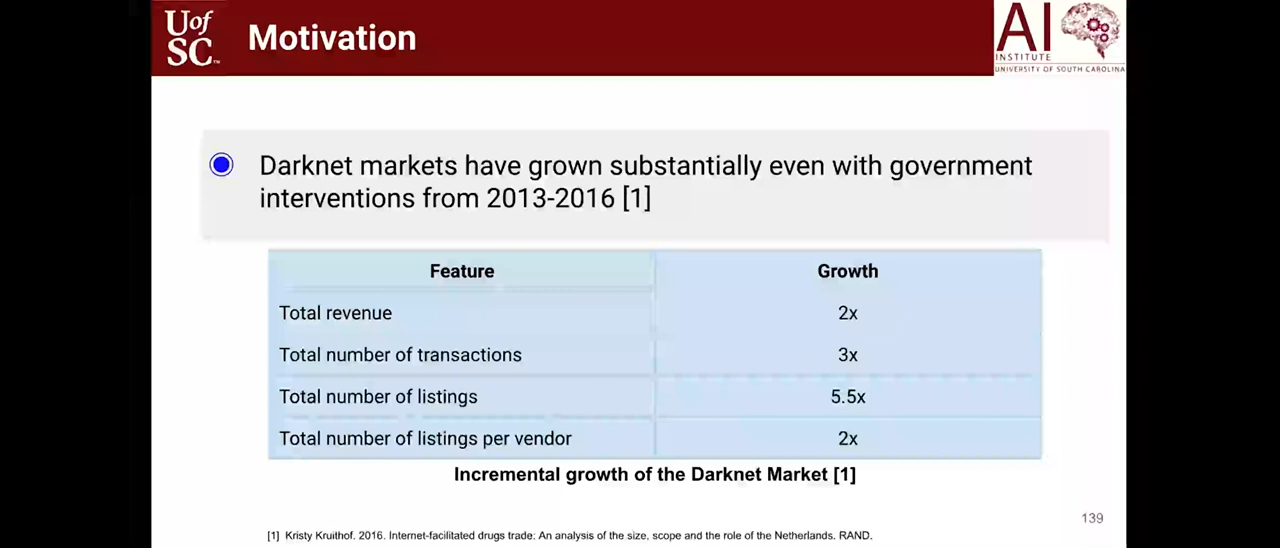 UofSC™
Motivation
AI
INSTITUTE
UNIVERSITY OF SOUTH CAROLINA
Darknet markets have grown substantially even with government
interventions from 2013-2016 [1]
Feature Growth
Total revenue 2x
Total number of transactions 3x
Total number of listings 5.5x
Total number of listings per vendor 2x
Incremental growth of the Darknet Market [1]
139
[1] Kristy Kruithof. 2016. Internet-facilitated drugs trade: An analysis of the size, scope and the role of the Netherlands. RAND.